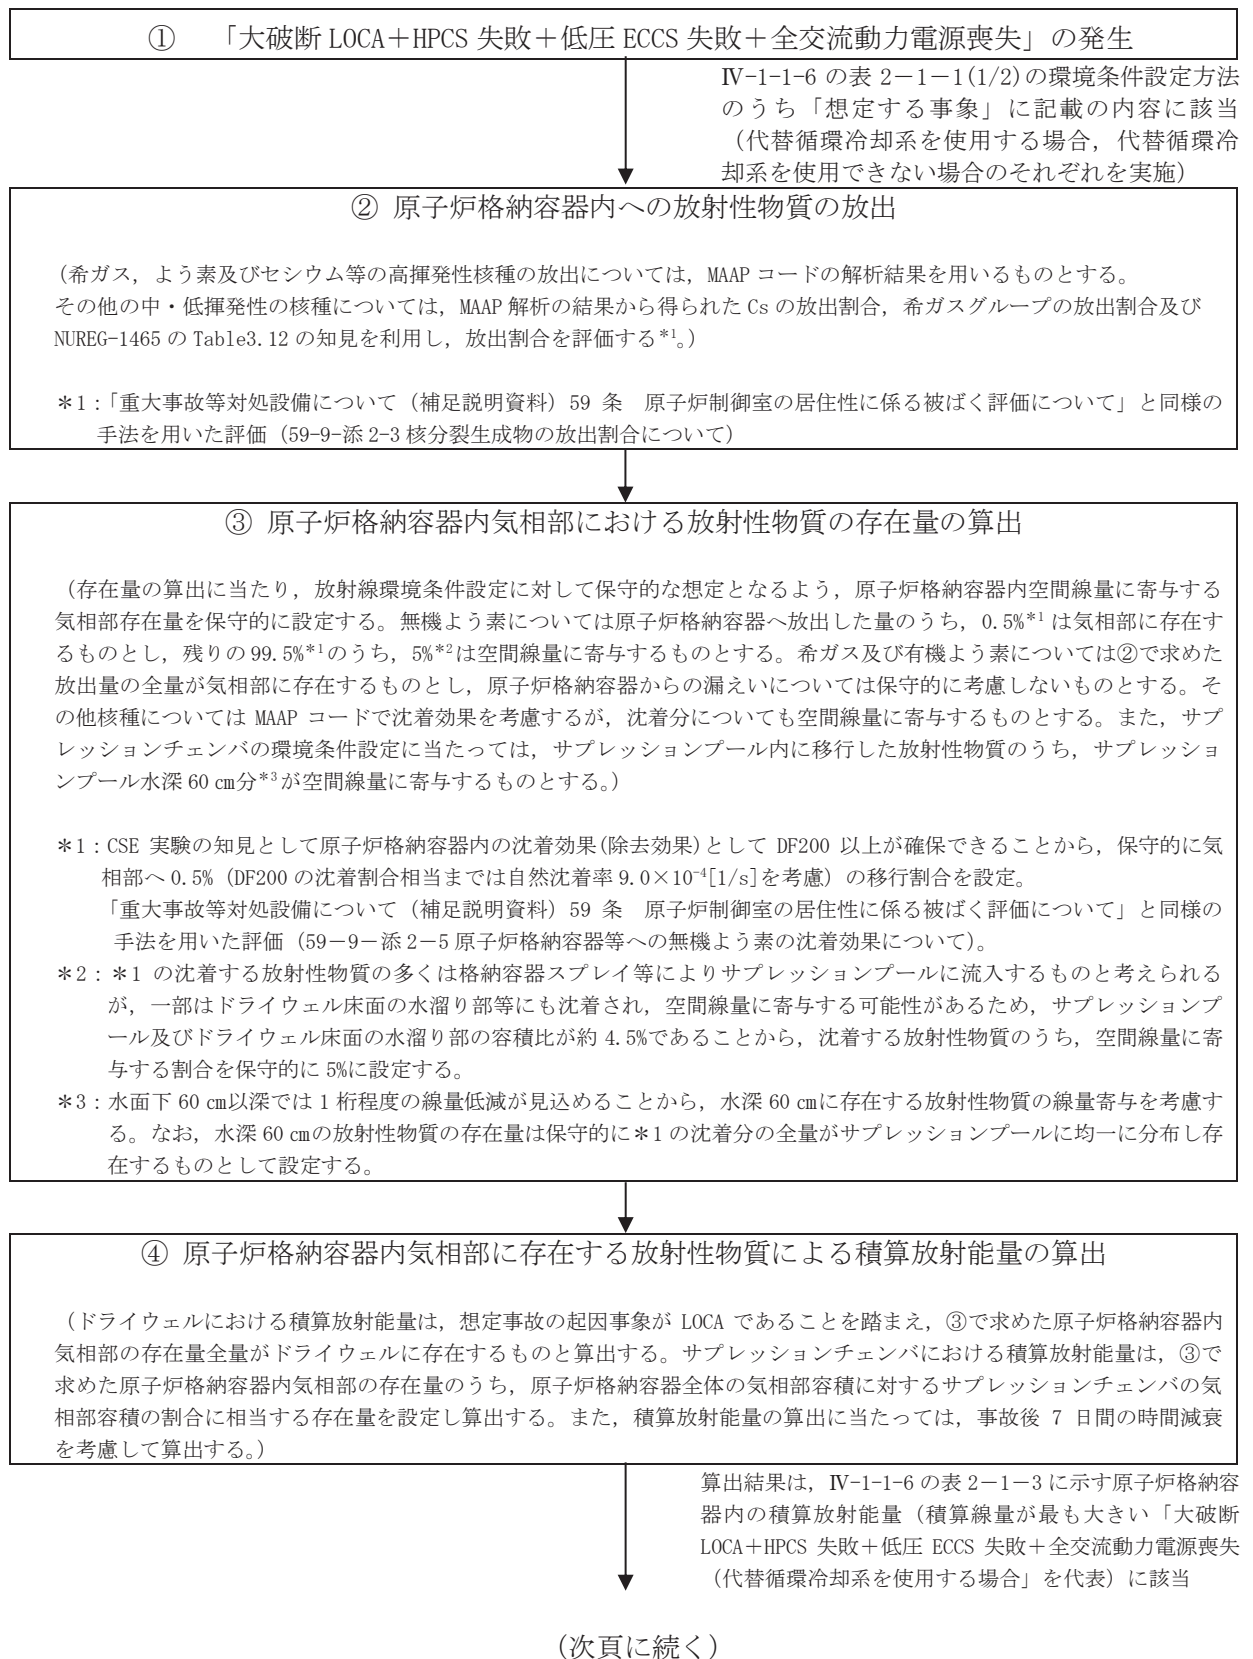 ① 「大破断 LOCA+HPCS 失敗+低圧 ECCS 失敗+全交流動力電源喪失」の発生
Ⅳ-1-1-6 の表 2-1-1(1/2)の環境条件設定方法
のうち「想定する事象」に記載の内容に該当
(代替循環冷却系を使用する場合,代替循環冷
却系を使用できない場合のそれぞれを実施)
② 原子炉格納容器内への放射性物質の放出
(希ガス,よう素及びセシウム等の高揮発性核種の放出については,MAAP コードの解析結果を用いるものとする。
その他の中・低揮発性の核種については,MAAP 解析の結果から得られた Cs の放出割合,希ガスグループの放出割合及び
NUREG-1465 の Table3.12 の知見を利用し,放出割合を評価する*1。)
*1:「重大事故等対処設備について(補足説明資料)59 条 原子炉制御室の居住性に係る被ばく評価について」と同様の
手法を用いた評価(59-9-添 2-3 核分裂生成物の放出割合について)
③ 原子炉格納容器内気相部における放射性物質の存在量の算出
(存在量の算出に当たり,放射線環境条件設定に対して保守的な想定となるよう,原子炉格納容器内空間線量に寄与する
気相部存在量を保守的に設定する。無機よう素については原子炉格納容器へ放出した量のうち,0.5%*1 は気相部に存在す
るものとし,残りの 99.5%*1のうち,5%*2は空間線量に寄与するものとする。希ガス及び有機よう素については②で求めた
放出量の全量が気相部に存在するものとし,原子炉格納容器からの漏えいについては保守的に考慮しないものとする。そ
の他核種については MAAP コードで沈着効果を考慮するが,沈着分についても空間線量に寄与するものとする。また,サプ
レッションチェンバの環境条件設定に当たっては,サプレッションプール内に移行した放射性物質のうち,サプレッショ
ンプール水深 60 ㎝分*3が空間線量に寄与するものとする。)
*1:CSE 実験の知見として原子炉格納容器内の沈着効果(除去効果)として DF200 以上が確保できることから,保守的に気
相部へ 0.5%(DF200 の沈着割合相当までは自然沈着率 9.0×10-4[1/s]を考慮)の移行割合を設定。
「重大事故等対処設備について(補足説明資料)59 条 原子炉制御室の居住性に係る被ばく評価について」と同様の
手法を用いた評価(59-9-添 2-5 原子炉格納容器等への無機よう素の沈着効果について)。
*2:*1 の沈着する放射性物質の多くは格納容器スプレイ等によりサプレッションプールに流入するものと考えられる
が,一部はドライウェル床面の水溜り部等にも沈着され,空間線量に寄与する可能性があるため,サプレッションプ
ール及びドライウェル床面の水溜り部の容積比が約 4.5%であることから,沈着する放射性物質のうち,空間線量に寄
与する割合を保守的に 5%に設定する。
*3:水面下 60 ㎝以深では 1 桁程度の線量低減が見込めることから,水深 60 ㎝に存在する放射性物質の線量寄与を考慮す
る。なお,水深 60 ㎝の放射性物質の存在量は保守的に*1 の沈着分の全量がサプレッションプールに均一に分布し存
在するものとして設定する。
④ 原子炉格納容器内気相部に存在する放射性物質による積算放射能量の算出
(ドライウェルにおける積算放射能量は,想定事故の起因事象が LOCA であることを踏まえ,③で求めた原子炉格納容器内
気相部の存在量全量がドライウェルに存在するものと算出する。サプレッションチェンバにおける積算放射能量は,③で
求めた原子炉格納容器内気相部の存在量のうち,原子炉格納容器全体の気相部容積に対するサプレッションチェンバの気
相部容積の割合に相当する存在量を設定し算出する。また,積算放射能量の算出に当たっては,事故後 7 日間の時間減衰
を考慮して算出する。)
算出結果は,Ⅳ-1-1-6 の表 2-1-3 に示す原子炉格納容
器内の積算放射能量(積算線量が最も大きい「大破断
LOCA+HPCS 失敗+低圧 ECCS 失敗+全交流動力電源喪失
(代替循環冷却系を使用する場合」を代表)に該当
(次頁に続く)